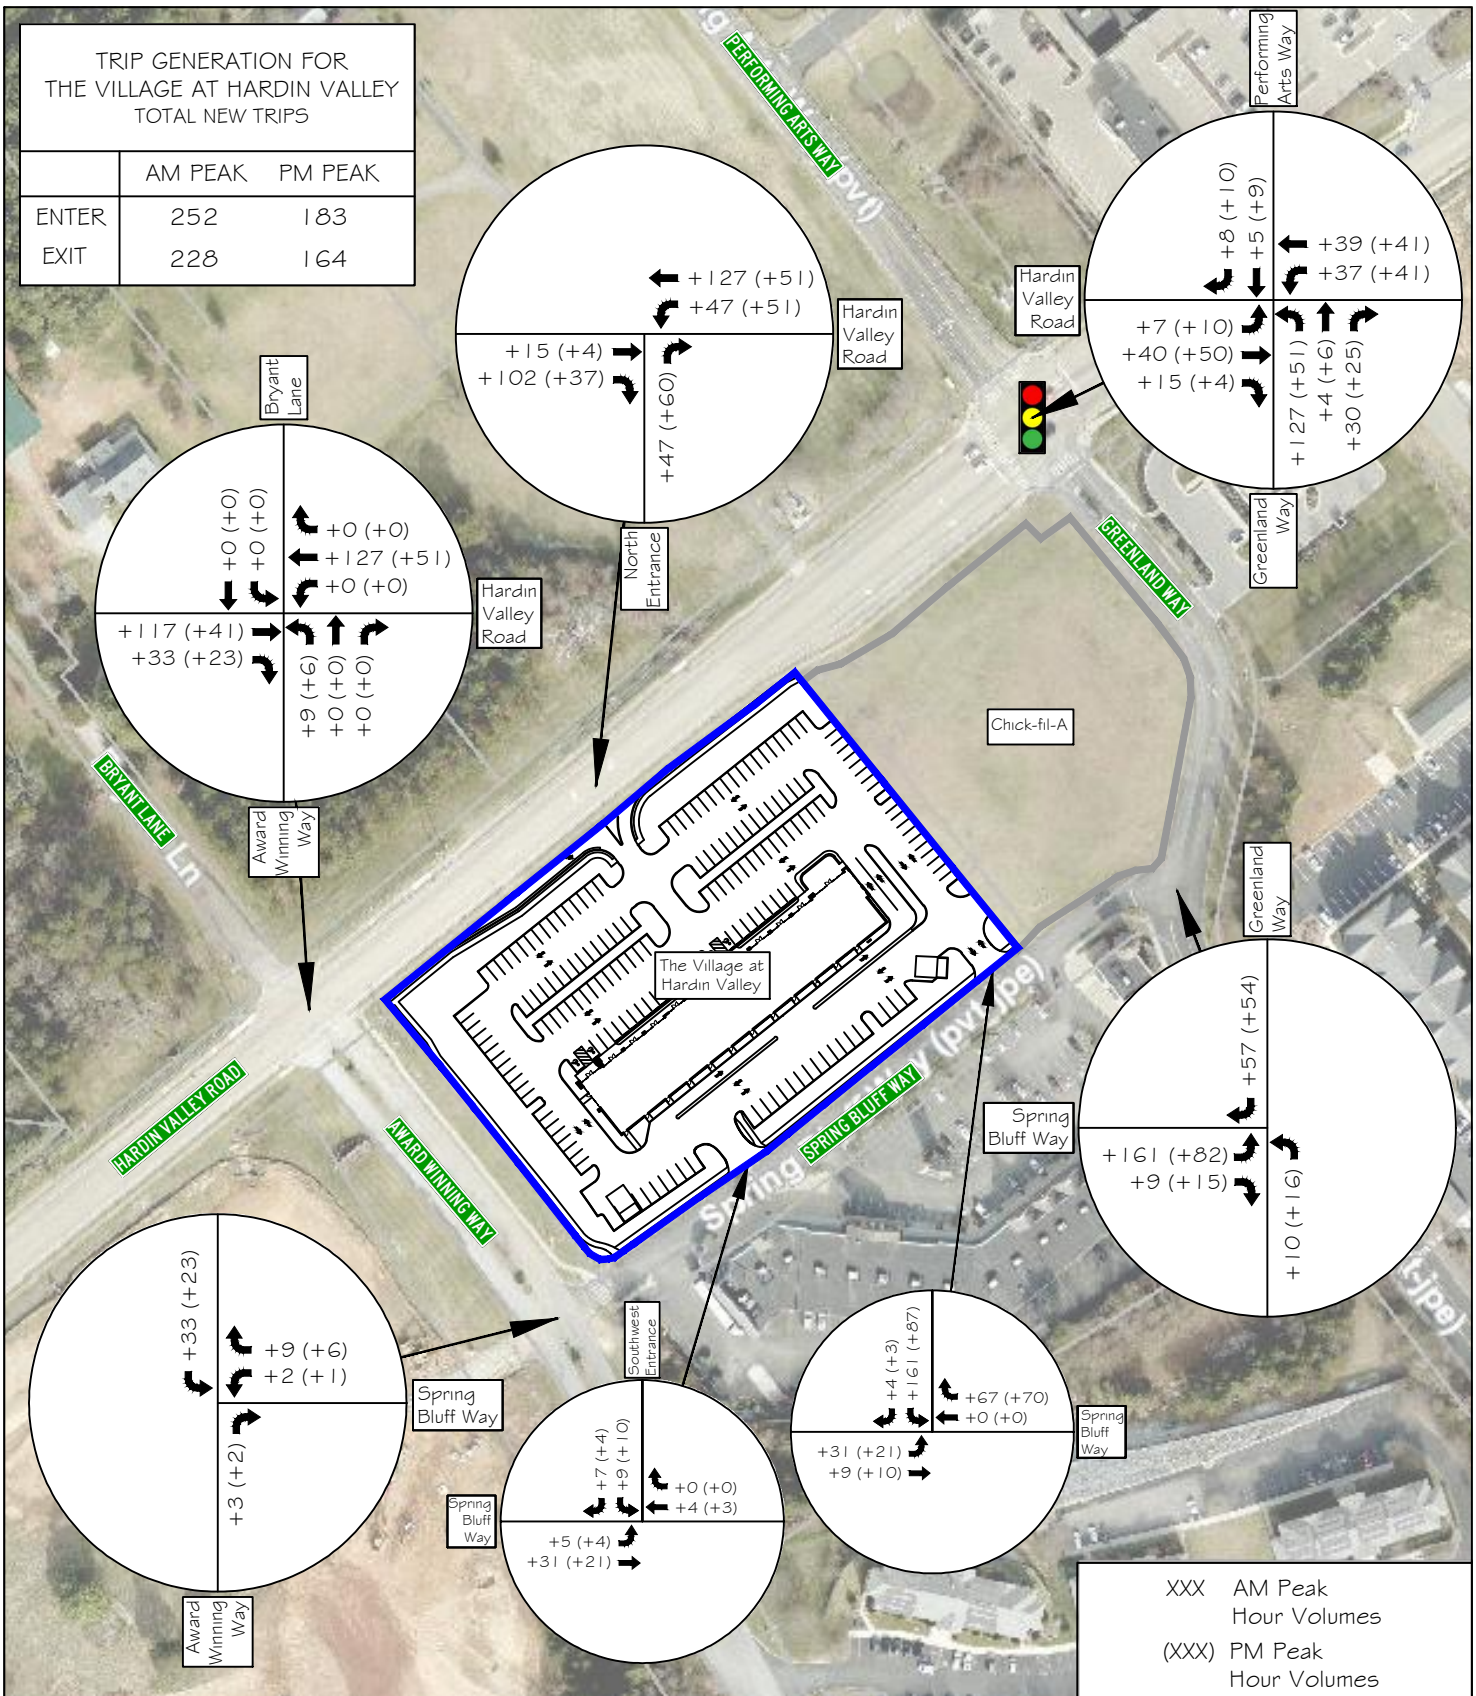 TRIP GENERATION FOR
THE VILLAGE AT HARDIN VALLEY
TOTAL NEW TRIPS
AM PEAK PM PEAK
ENTER 252 183
EXIT 228 164
PERFORMING ARTS WAY
pvt)
Performing
Arts Way
+8 (+10)
+5 (+9)
+39 (+41)
+37 (+41)
Hardin
Valley
Road
+7 (+10)
+40 (+50)
+15 (+4)
+127 (+51)
+4 (+6)
+30 (+25)
Greenland
Way
+127 (+51)
+47 (+51)
Hardin
Valley
Road
+15 (+4)
+102 (+37)
+47 (+60)
North
Entrance
Bryant
Lane
+0 (+0)
+0 (+0)
+0 (+0)
+127 (+51)
+0 (+0)
Hardin
Valley
Road
+117 (+41)
+33 (+23)
+9 (+6)
+0 (+0)
+0 (+0)
Award
Winning
Way
GREENLAND WAY
Chick-fil-A
BRYANT LANE
Ln
The Village at
Hardin Valley
HARDIN VALLEY ROAD
AWARD WINNING WAY
SPRING BLUFF WAY
Spring
Way (pvt-jpe)
t-jpe)
Greenland
Way
+57 (+54)
Spring
Bluff Way
+161 (+82)
+9 (+15)
+10 (+16)
+33 (+23)
+9 (+6)
+2 (+1)
Spring
Bluff Way
+3 (+2)
Award
Winning
Way
Southwest
Entrance
+7 (+4)
+9 (+10)
+0 (+0)
+4 (+3)
Spring
Bluff
Way
+5 (+4)
+31 (+21)
+4 (+3)
+161 (+87)
+67 (+70)
+0 (+0)
Spring
Bluff
Way
+31 (+21)
+9 (+10)
XXX AM Peak
Hour Volumes
(XXX) PM Peak
Hour Volumes